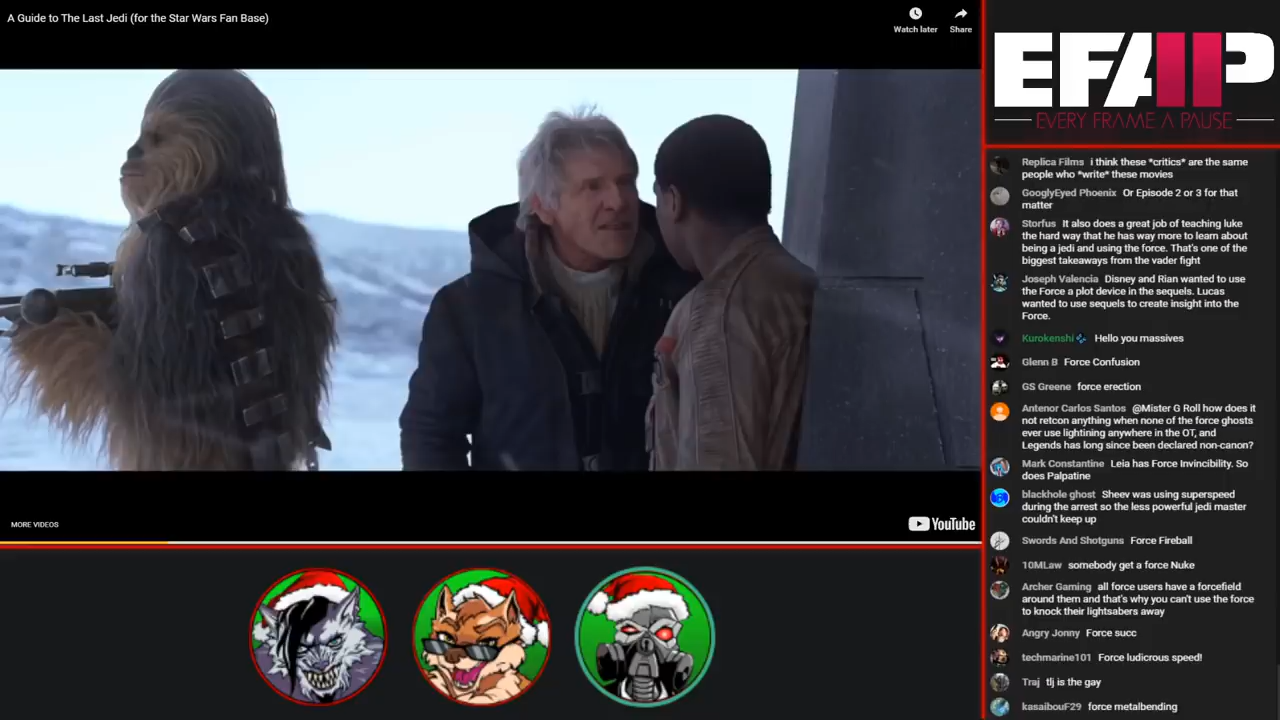 A Guide to The Last Jedi (for the Star Wars Fan Base)
Watch later
Share
MORE VIDEOS
YouTube
EFAP
EVERY FRAME A PAUSE
Replica Films i think these *critics* are the same
people who *write* these movies
GooglyEyed Phoenix Or Episode 2 or 3 for that
matter
Storfus It also does a great job of teaching luke
the hard way that he has way more to learn about
being a jedi and using the force. That's one of the
biggest takeaways from the vader fight
Joseph Valencia Disney and Rian wanted to use
the Force a plot device in the sequels. Lucas
wanted to use sequels to create insight into the
Force.
Kurokenshi Hello you massives
Glenn B Force Confusion
GS Greene force erection
Antenor Carlos Santos @Mister G Roll how does it
not retcon anything when none of the force ghosts
ever use lightining anywhere in the OT, and
Legends has long since been declared non-canon?
Mark Constantine Leia has Force Invincibility. So
does Palpatine
blackhole ghost Sheev was using superspeed
during the arrest so the less powerful jedi master
couldn't keep up
Swords And Shotguns Force Fireball
10MLaw somebody get a force Nuke
Archer Gaming all force users have a forcefield
around them and that's why you can't use the force
to knock their lightsabers away
Angry Jonny Force succ
techmarine101 Force ludicrous speed!
Traj tlj is the gay
kasaibouF29 force metalbending